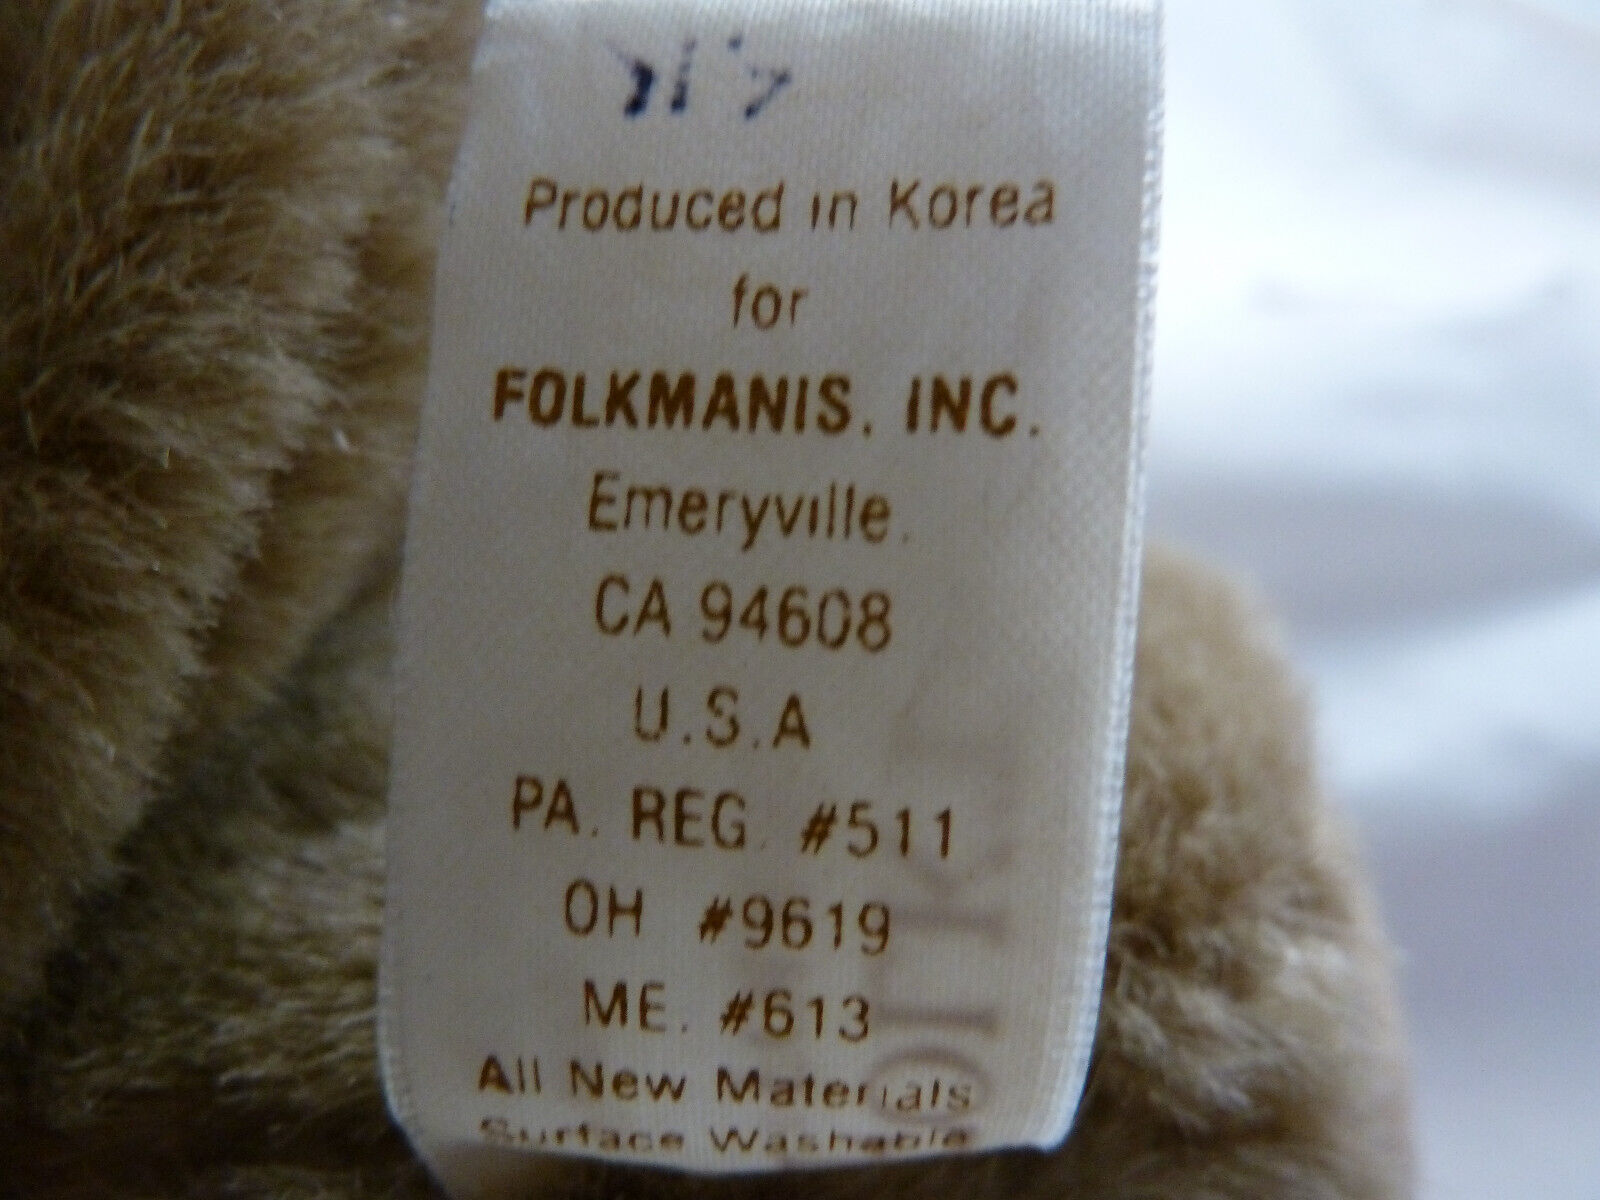 Produced in Korea
for
FOLKMANIS, INC.
Emeryville,
CA 94608
U.S.A
PA. REG. #511
OH #9619
ME. #613
All New Materials
Surface Washable